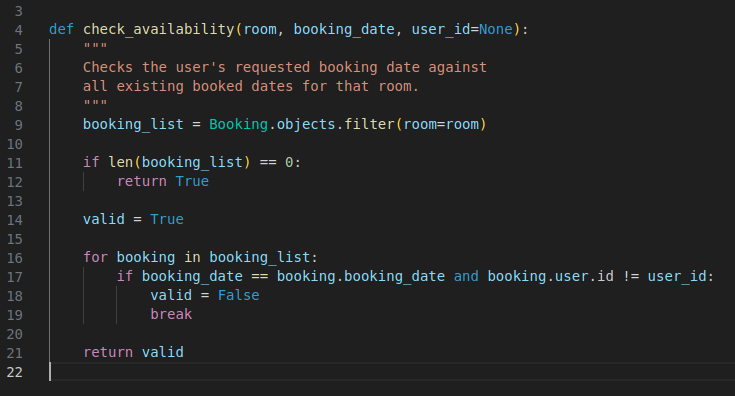 3
4 def check_availability(room, booking_date, user_id=None):
5     """
6     Checks the user's requested booking date against
7     all existing booked dates for that room.
8     """
9     booking_list = Booking.objects.filter(room=room)
10
11     if len(booking_list) == 0:
12         return True
13
14     valid = True
15
16     for booking in booking_list:
17         if booking_date == booking.booking_date and booking.user.id != user_id:
18             valid = False
19             break
20
21     return valid
22